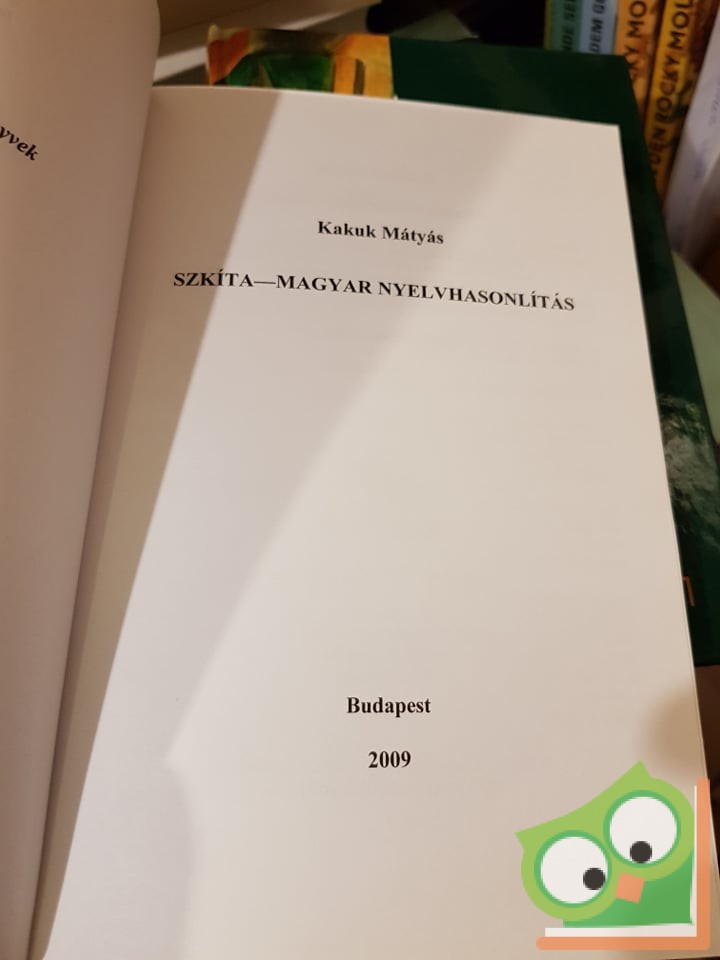 Kakuk Mátyás
SZKÍTA—MAGYAR NYELVHASONLÍTÁS
Budapest
2009